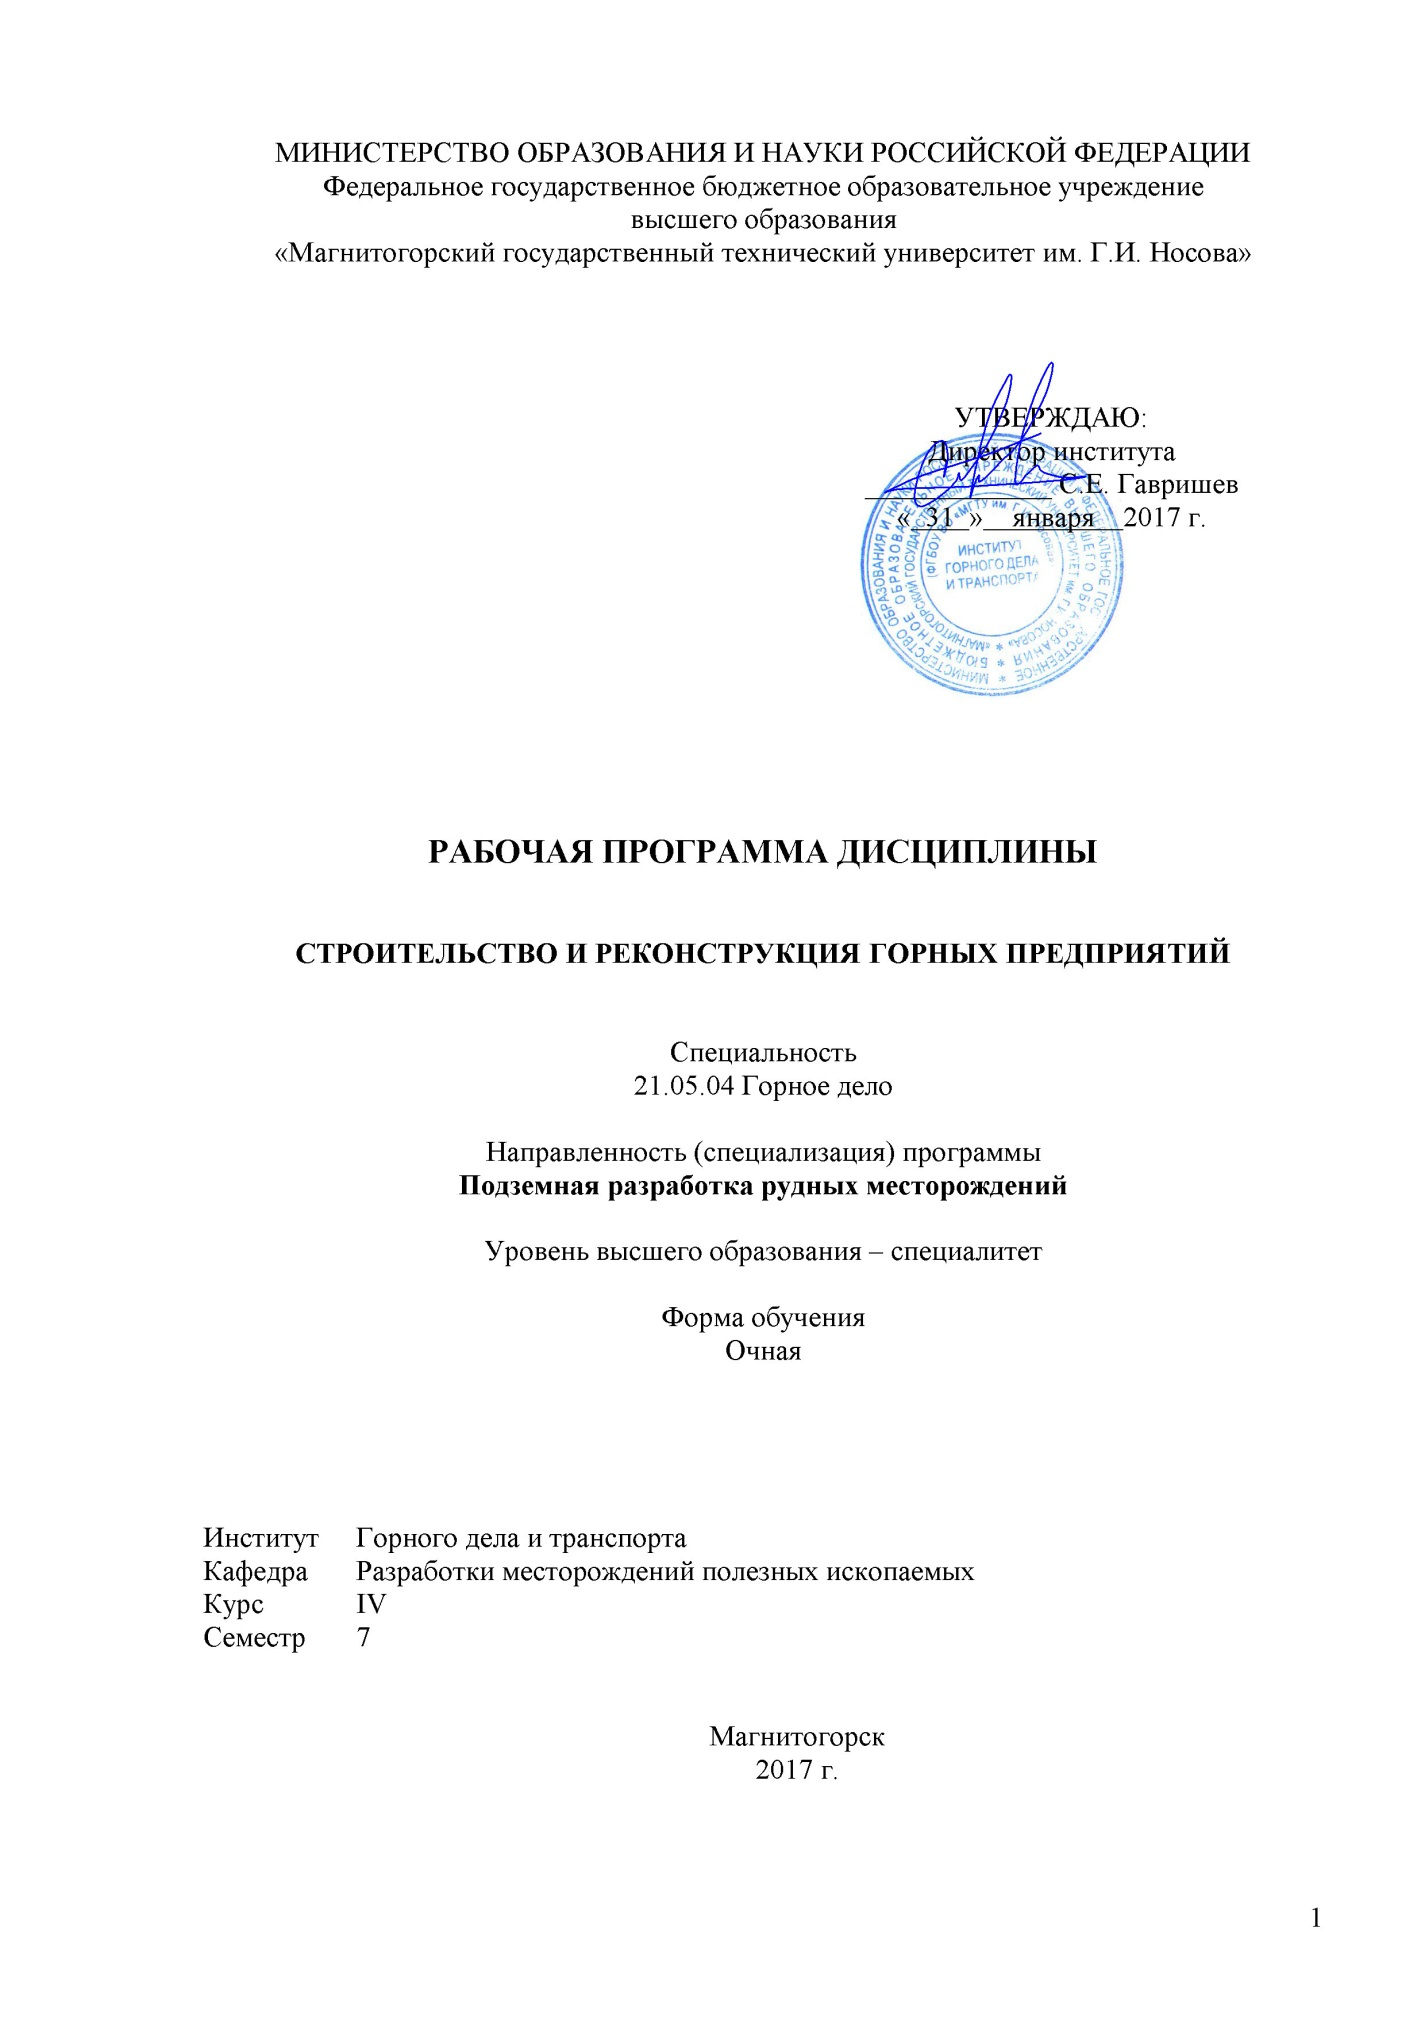 МИНИСТЕРСТВО ОБРАЗОВАНИЯ И НАУКИ РОССИЙСКОЙ ФЕДЕРАЦИИ
Федеральное государственное бюджетное образовательное учреждение
высшего образования
«Магнитогорский государственный технический университет им. Г.И. Носова»
УТВЕРЖДАЮ:
Директор института
С.Е. Гавришев
« 31 » января 2017 г.
ИНСТИТУТ
ГОРНОГО ДЕЛА
И ТРАНСПОРТА
РАБОЧАЯ ПРОГРАММА ДИСЦИПЛИНЫ
СТРОИТЕЛЬСТВО И РЕКОНСТРУКЦИЯ ГОРНЫХ ПРЕДПРИЯТИЙ
Специальность
21.05.04 Горное дело
Направленность (специализация) программы
Подземная разработка рудных месторождений
Уровень высшего образования – специалитет
Форма обучения
Очная
Институт Горного дела и транспорта
Кафедра Разработки месторождений полезных ископаемых
Курс IV
Семестр 7
Магнитогорск
2017 г.
1